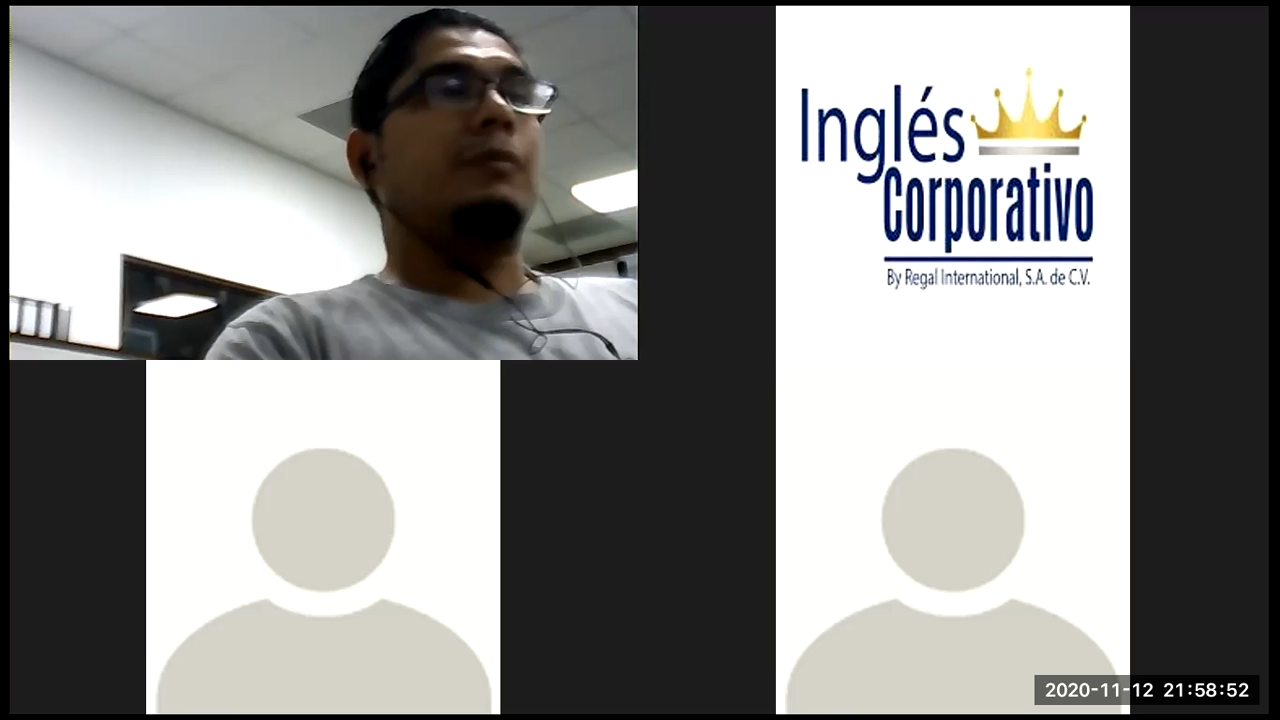 Inglés
Corporativo
By Regal International, S.A. de C.V.
2020-11-12 21:58:52